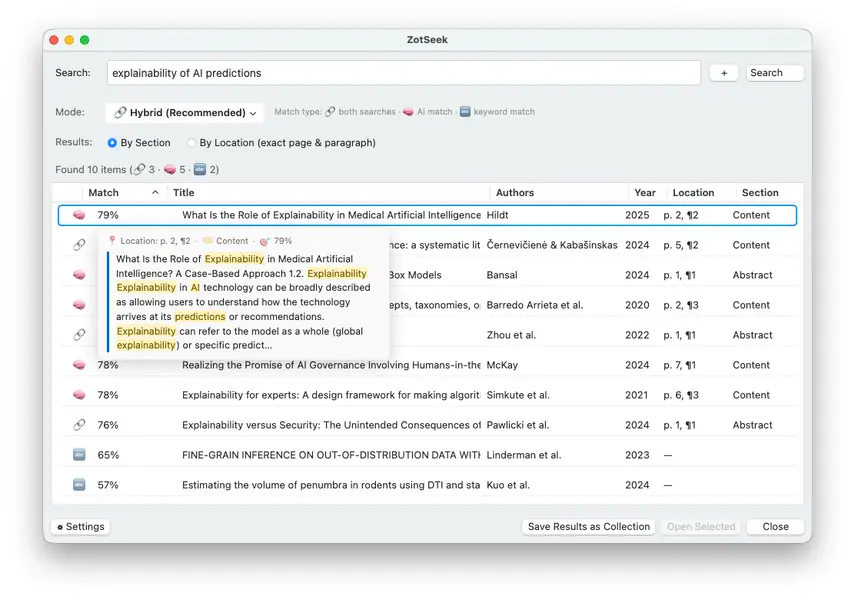 ZotSeek
Search: explainability of AI predictions + Search
Mode: Hybrid (Recommended) Match type: both searches · AI match · keyword match
Results: By Section By Location (exact page & paragraph)
Found 10 items ( 3 · 5 · 2)
Match Title Authors Year Location Section
79% What Is the Role of Explainability in Medical Artificial Intelligence Hildt 2025 p. 2, ¶2 Content
Location: p. 2, ¶2 · Content · 79%
What Is the Role of Explainability in Medical Artificial
Intelligence? A Case-Based Approach 1.2. Explainability
Explainability in AI technology can be broadly described
as allowing users to understand how the technology
arrives at its predictions or recommendations.
Explainability can refer to the model as a whole (global
explainability) or specific predict...
: a systematic lit Černevičienė & Kabašinskas 2024 p. 5, ¶2 Content
Box Models Bansal 2024 p. 1, ¶1 Abstract
taxonomies, o Barredo Arrieta et al. 2020 p. 2, ¶3 Content
Zhou et al. 2022 p. 1, ¶1 Abstract
78% Realizing the Promise of AI Governance Involving Humans-in-the McKay 2024 p. 7, ¶1 Content
78% Explainability for experts: A design framework for making algorit Simkute et al. 2021 p. 6, ¶3 Content
76% Explainability versus Security: The Unintended Consequences of Pawlicki et al. 2024 p. 1, ¶1 Abstract
65% FINE-GRAIN INFERENCE ON OUT-OF-DISTRIBUTION DATA WITH Linderman et al. 2023 —
57% Estimating the volume of penumbra in rodents using DTI and sta Kuo et al. 2024 —
Settings Save Results as Collection Open Selected Close